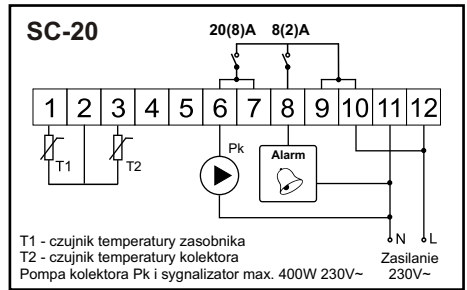 SC-20
20(8)A 8(2)A
1 2 3 4 5 6 7 8 9 10 11 12
T1
T2
Pk
Alarm
N L
T1 - czujnik temperatury zasobnika
T2 - czujnik temperatury kolektora
Pompa kolektora Pk i sygnalizator max. 400W 230V~
Zasilanie
230V~